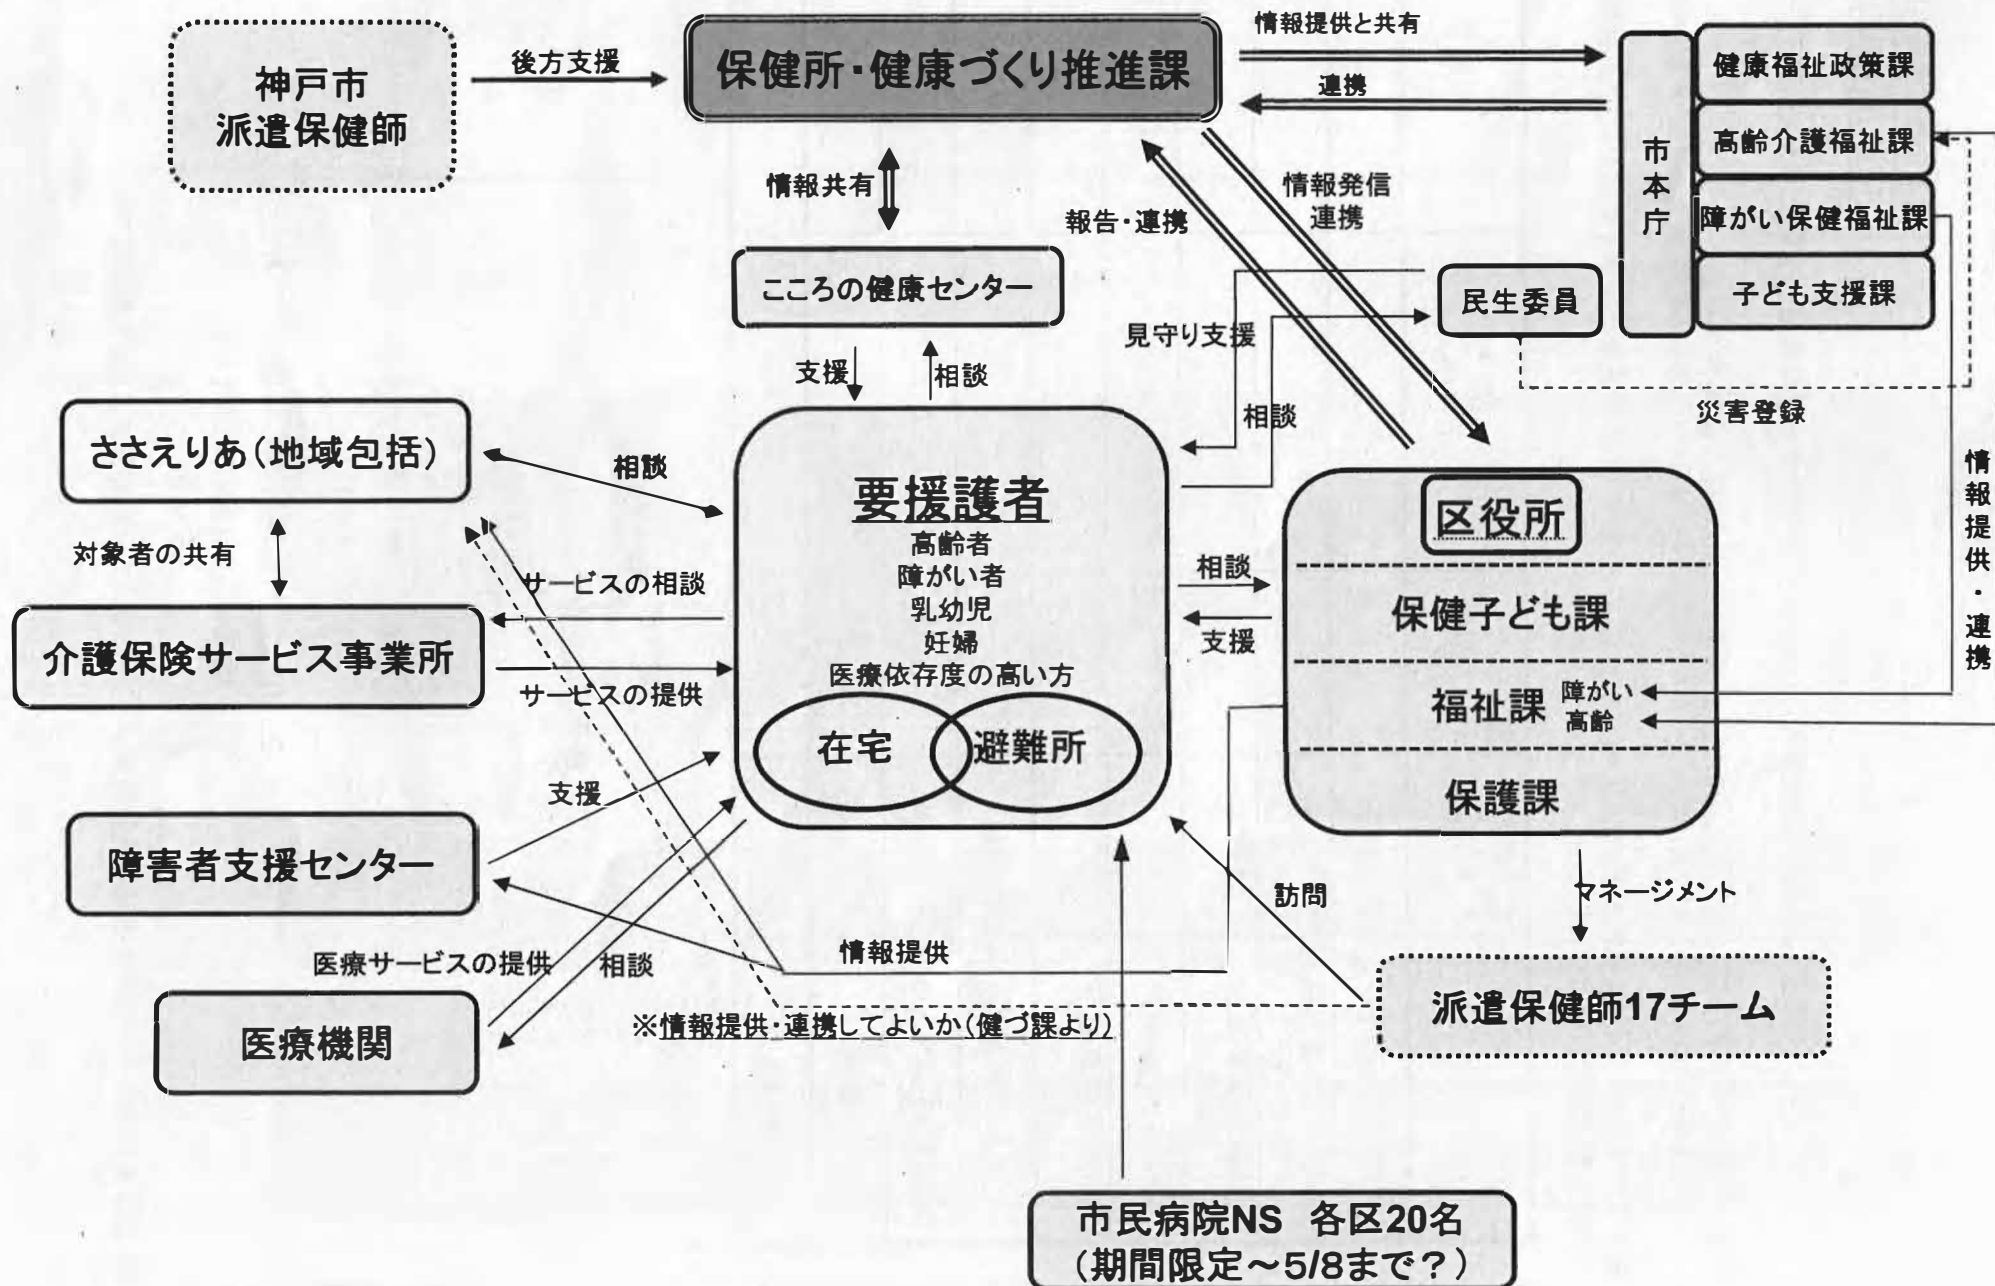 神戸市
派遣保健師
後方支援
保健所・健康づくり推進課
情報提供と共有
連携
市本庁
健康福祉政策課
高齢介護福祉課
障がい保健福祉課
子ども支援課
情報共有
報告・連携
情報発信
連携
こころの健康センター
民生委員
見守り支援
支援
相談
相談
災害登録
ささえりあ(地域包括)
相談
対象者の共有
サービスの相談
介護保険サービス事業所
サービスの提供
要援護者
高齢者
障がい者
乳幼児
妊婦
医療依存度の高い方
在宅
避難所
相談
支援
区役所
保健子ども課
福祉課
障がい
高齢
保護課
情報提供・連携
支援
障害者支援センター
訪問
マネージメント
情報提供
医療サービスの提供
相談
医療機関
※情報提供・連携してよいか(健づ課より)
派遣保健師17チーム
市民病院NS 各区20名
(期間限定~5/8まで?)